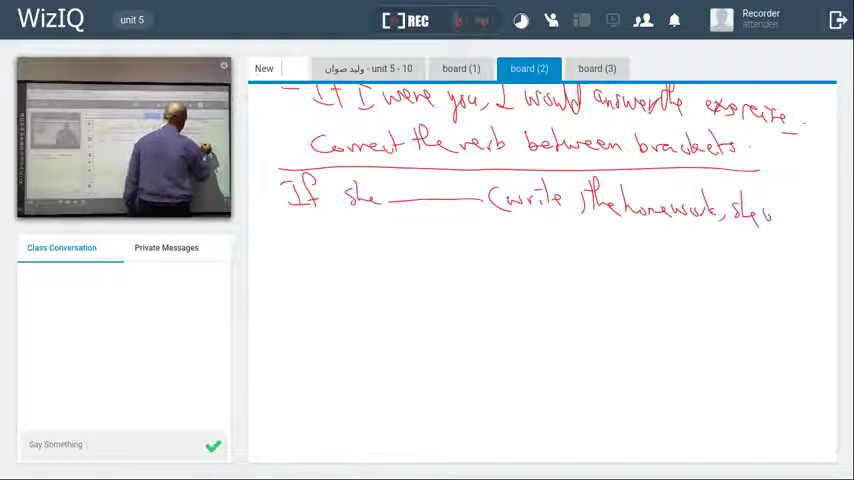 WizIQ
unit 5
REC
Recorder
attendee
New
وليد صوان - unit 5 - 10
board (1)
board (2)
board (3)
- If I were you, I would answer the exercise.
Correct the verb between brackets.
If she ———— (write) the homework, she
Class Conversation
Private Messages
Say Something